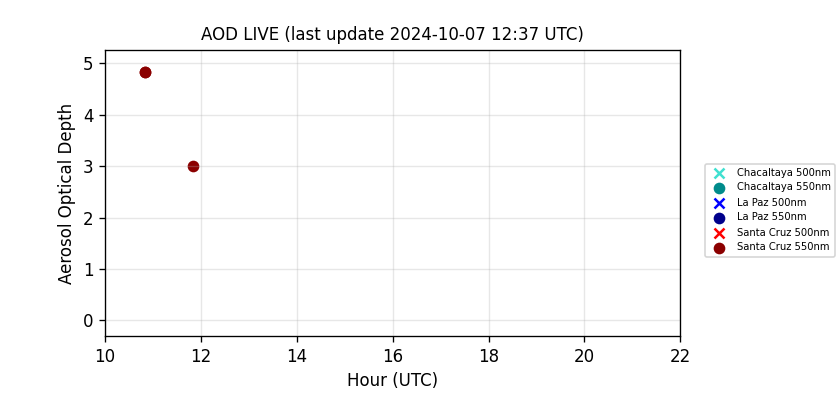 AOD LIVE (last update 2024-10-07 12:37 UTC)
Aerosol Optical Depth
5
4
3
2
1
0
10 12 14 16 18 20 22
Hour (UTC)
Chacaltaya 500nm
Chacaltaya 550nm
La Paz 500nm
La Paz 550nm
Santa Cruz 500nm
Santa Cruz 550nm